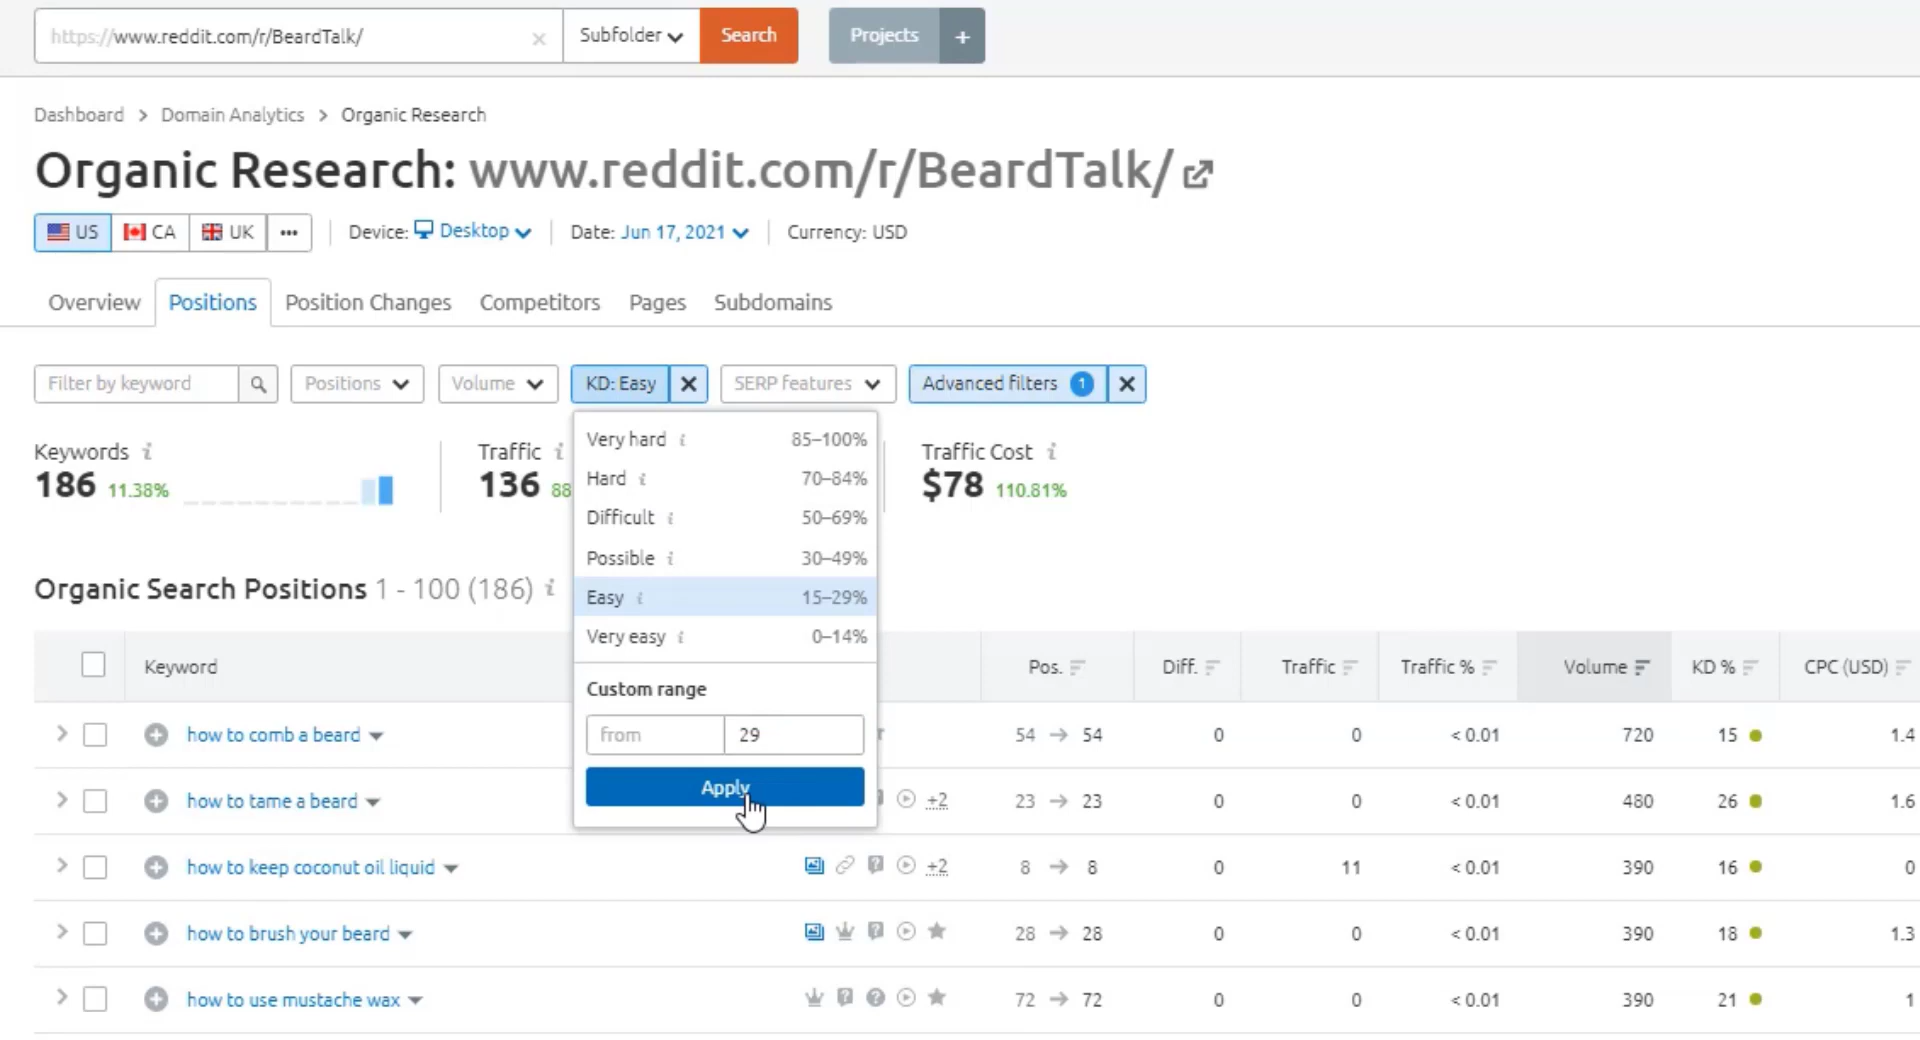 https://www.reddit.com/r/BeardTalk/ × Subfolder Search Projects +
Dashboard > Domain Analytics > Organic Research
Organic Research: www.reddit.com/r/BeardTalk/
US CA UK ••• Device: Desktop Date: Jun 17, 2021 Currency: USD
Overview Positions Position Changes Competitors Pages Subdomains
Filter by keyword Positions Volume KD: Easy × SERP features Advanced filters 1 ×
Keywords i Traffic i Traffic Cost i
186 11.38% 136 88 $78 110.81%
Very hard i 85–100%
Hard i 70–84%
Difficult i 50–69%
Possible i 30–49%
Easy i 15–29%
Very easy i 0–14%
Custom range
from 29
Apply
Organic Search Positions 1 - 100 (186) i
Keyword Pos. Diff. Traffic Traffic % Volume KD % CPC (USD)
how to comb a beard 54 → 54 0 0 < 0.01 720 15 1.4
how to tame a beard +2 23 → 23 0 0 < 0.01 480 26 1.6
how to keep coconut oil liquid +2 8 → 8 0 11 < 0.01 390 16 0
how to brush your beard 28 → 28 0 0 < 0.01 390 18 1.3
how to use mustache wax 72 → 72 0 0 < 0.01 390 21 1